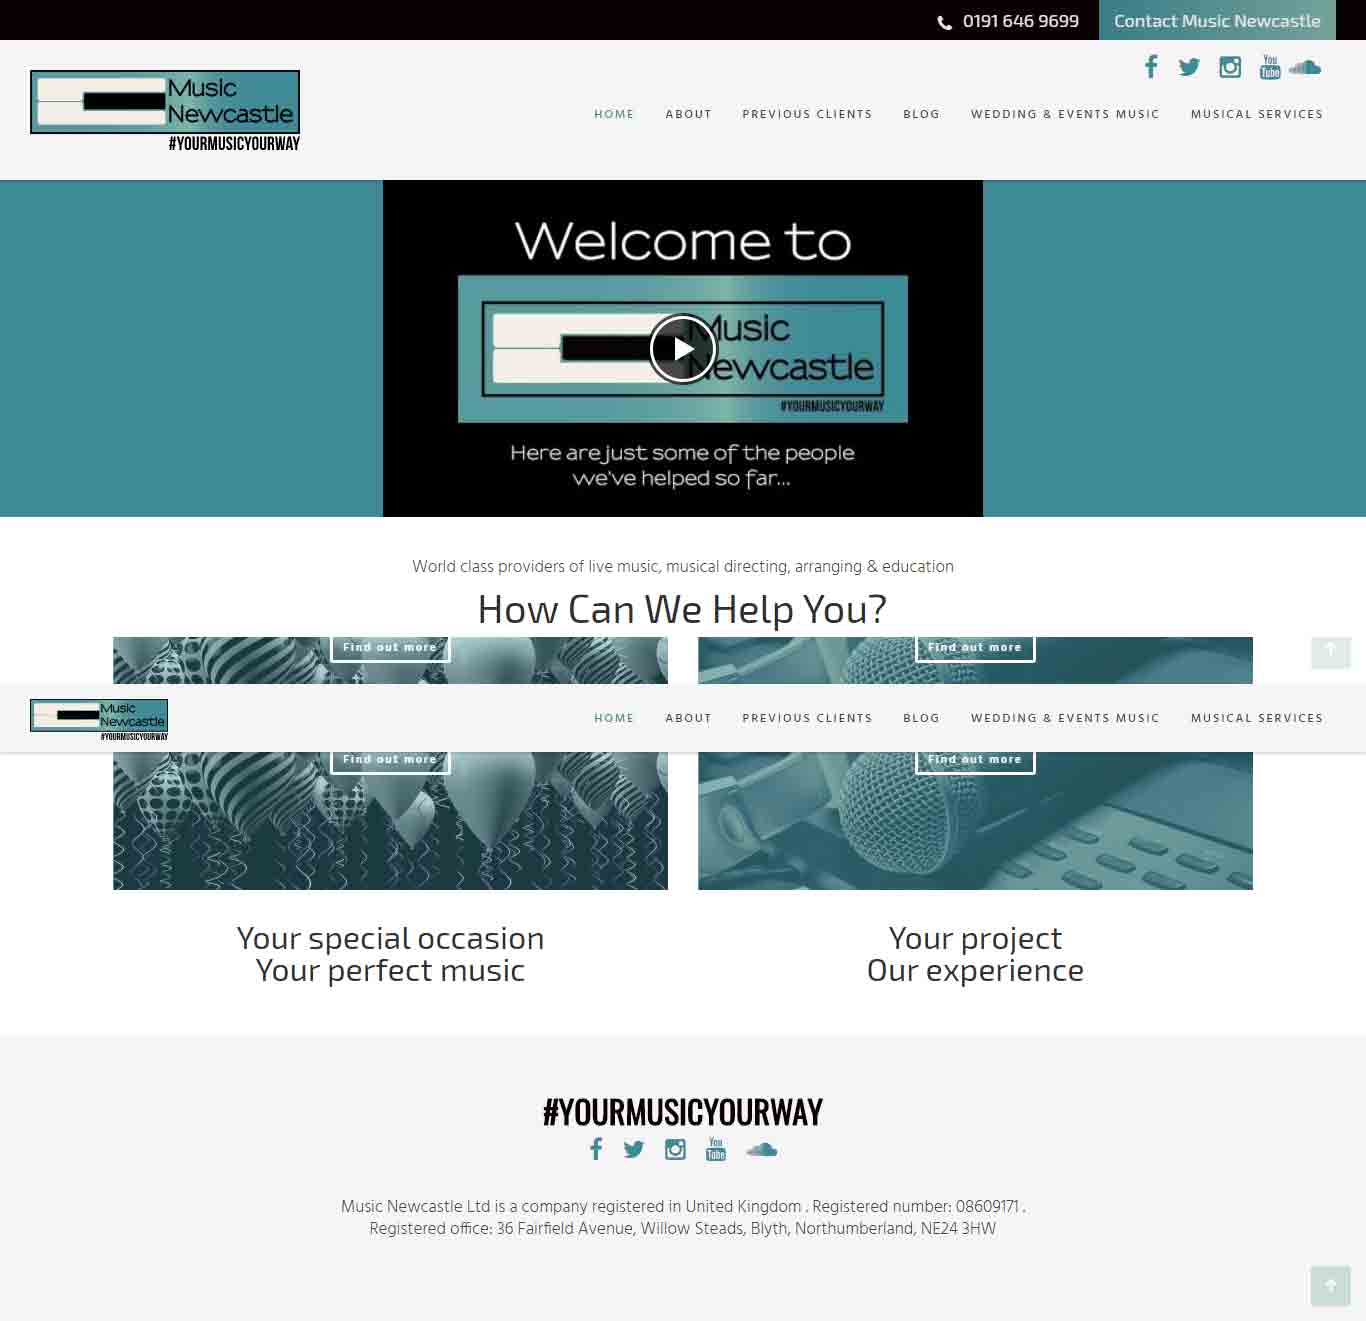 0191 646 9699
Contact Music Newcastle
You
Tube
Music
Newcastle
#YOURMUSICYOURWAY
HOME ABOUT PREVIOUS CLIENTS BLOG WEDDING & EVENTS MUSIC MUSICAL SERVICES
Welcome to
Music
Newcastle
#YOURMUSICYOURWAY
Here are just some of the people
we've helped so far...
World class providers of live music, musical directing, arranging & education
How Can We Help You?
Find out more
Find out more
Music
Newcastle
#YOURMUSICYOURWAY
HOME ABOUT PREVIOUS CLIENTS BLOG WEDDING & EVENTS MUSIC MUSICAL SERVICES
Find out more
Find out more
Your special occasion
Your perfect music
Your project
Our experience
#YOURMUSICYOURWAY
You
Tube
Music Newcastle Ltd is a company registered in United Kingdom . Registered number: 08609171 .
Registered office: 36 Fairfield Avenue, Willow Steads, Blyth, Northumberland, NE24 3HW